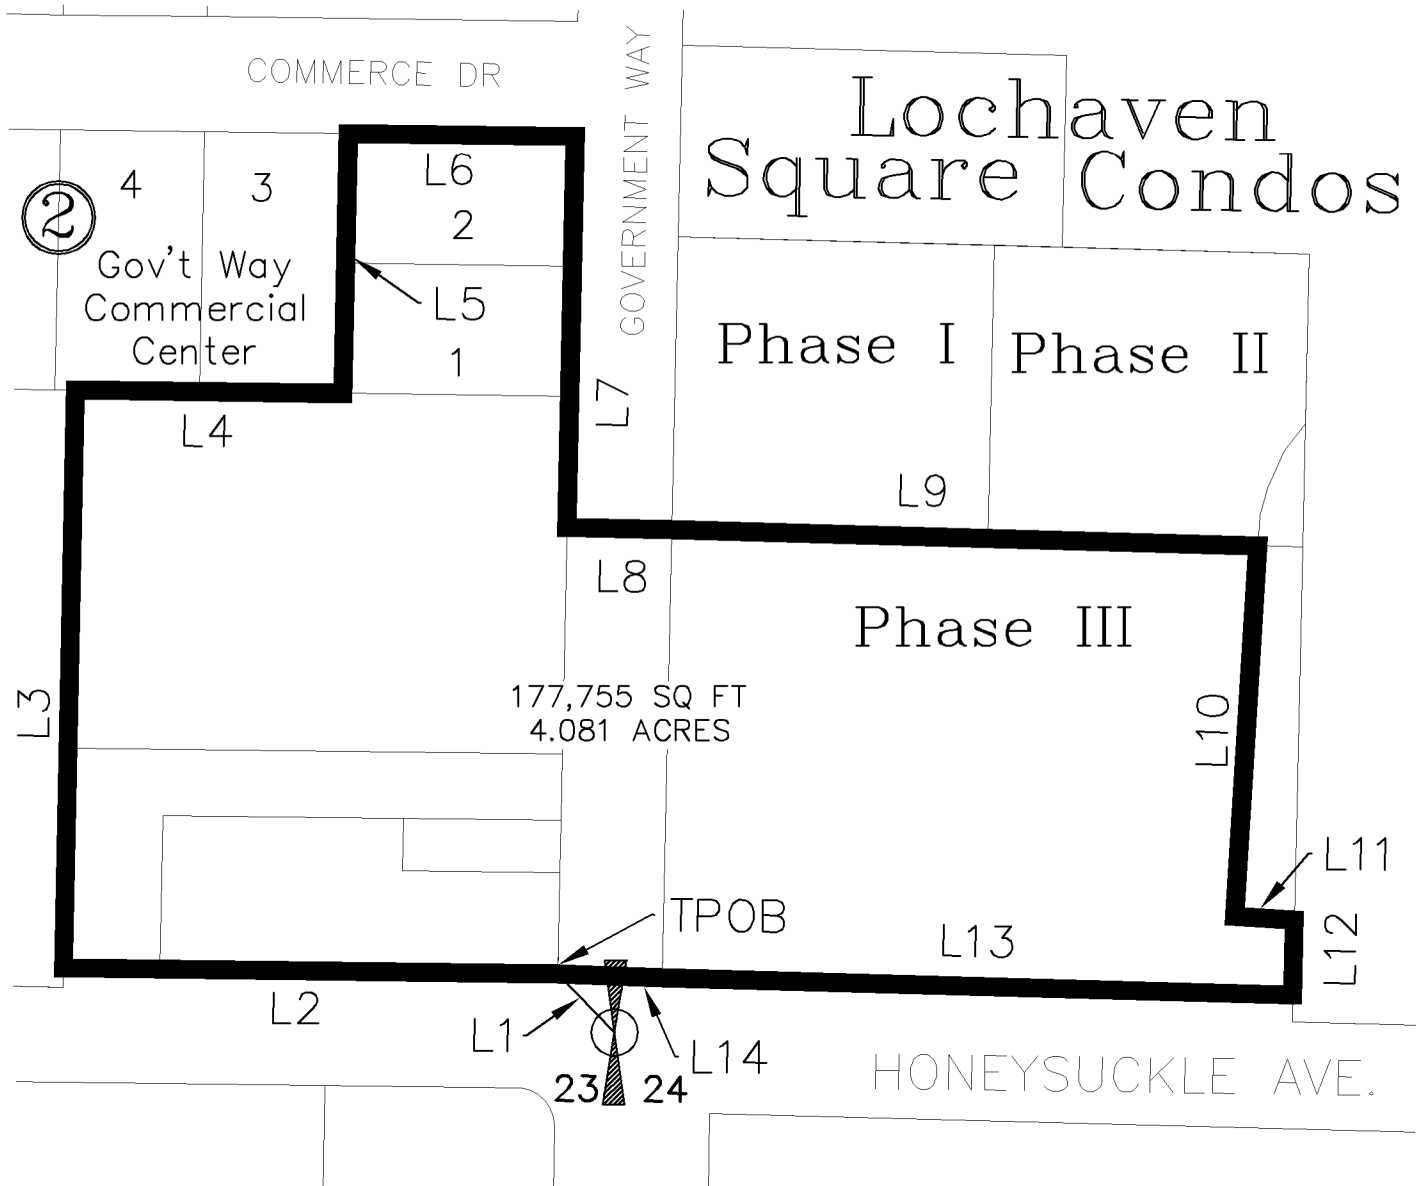 COMMERCE DR
GOVERNMENT WAY
Lochaven
Square Condos
4
3
2
L6
2
Gov't Way
Commercial
Center
L5
1
Phase I
Phase II
L7
L4
L9
L8
Phase III
L3
177,755 SQ FT
4.081 ACRES
L10
L11
TPOB
L13
L12
L2
L1
L14
23
24
HONEYSUCKLE AVE.